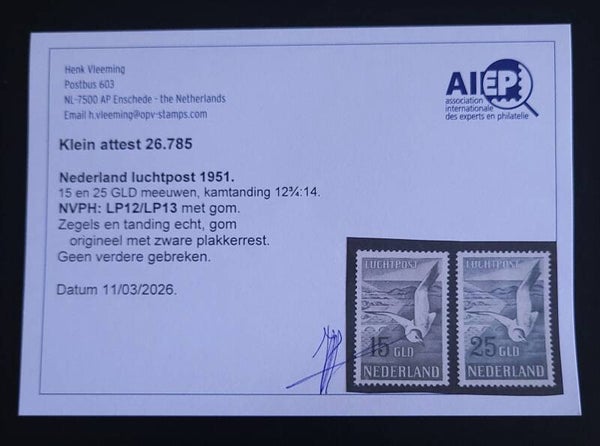 Henk Vleeming
Postbus 603
NL-7500 AP Enschede - the Netherlands
Email h.vleeming@opv-stamps.com
AIEP
association
internationale
des experts en philatelie
Klein attest 26.785
Nederland luchtpost 1951.
15 en 25 GLD meeuwen, kamtanding 12¾:14.
NVPH: LP12/LP13 met gom.
Zegels en tanding echt, gom
origineel met zware plakkerrest.
Geen verdere gebreken.
Datum 11/03/2026.
LUCHTPOST
15 GLD
NEDERLAND
LUCHTPOST
25 GLD
NEDERLAND